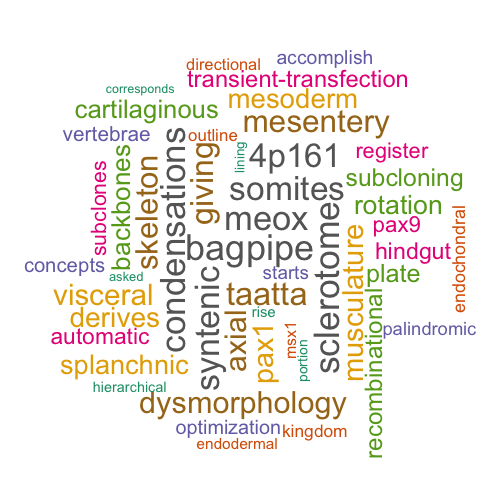 accomplish
directional
transient-transfection
corresponds
mesoderm
cartilaginous
mesentery
vertebrae
outline
lining
4p161
register
subclones
backbones
skeleton
condensations
giving
somites
subcloning
meox
rotation
pax9
sclerotomes
bagpipe
hindgut
endochondral
concepts
asked
starts
plate
musculature
visceral
syntenic
taatta
derives
axial
rise
automatic
pax1
msx1
palindromic
recombinational
splanchnic
portion
hierarchical
dysmorphology
optimization
kingdom
endodermal